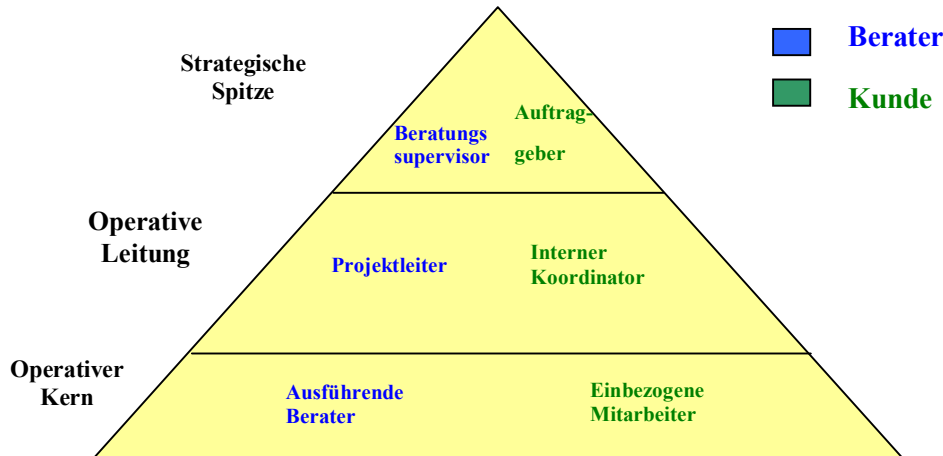 Strategische
Spitze
Berater
Kunde
Beratungs
supervisor
Auftrag-
geber
Operative
Leitung
Projektleiter
Interner
Koordinator
Operativer
Kern
Ausführende
Berater
Einbezogene
Mitarbeiter